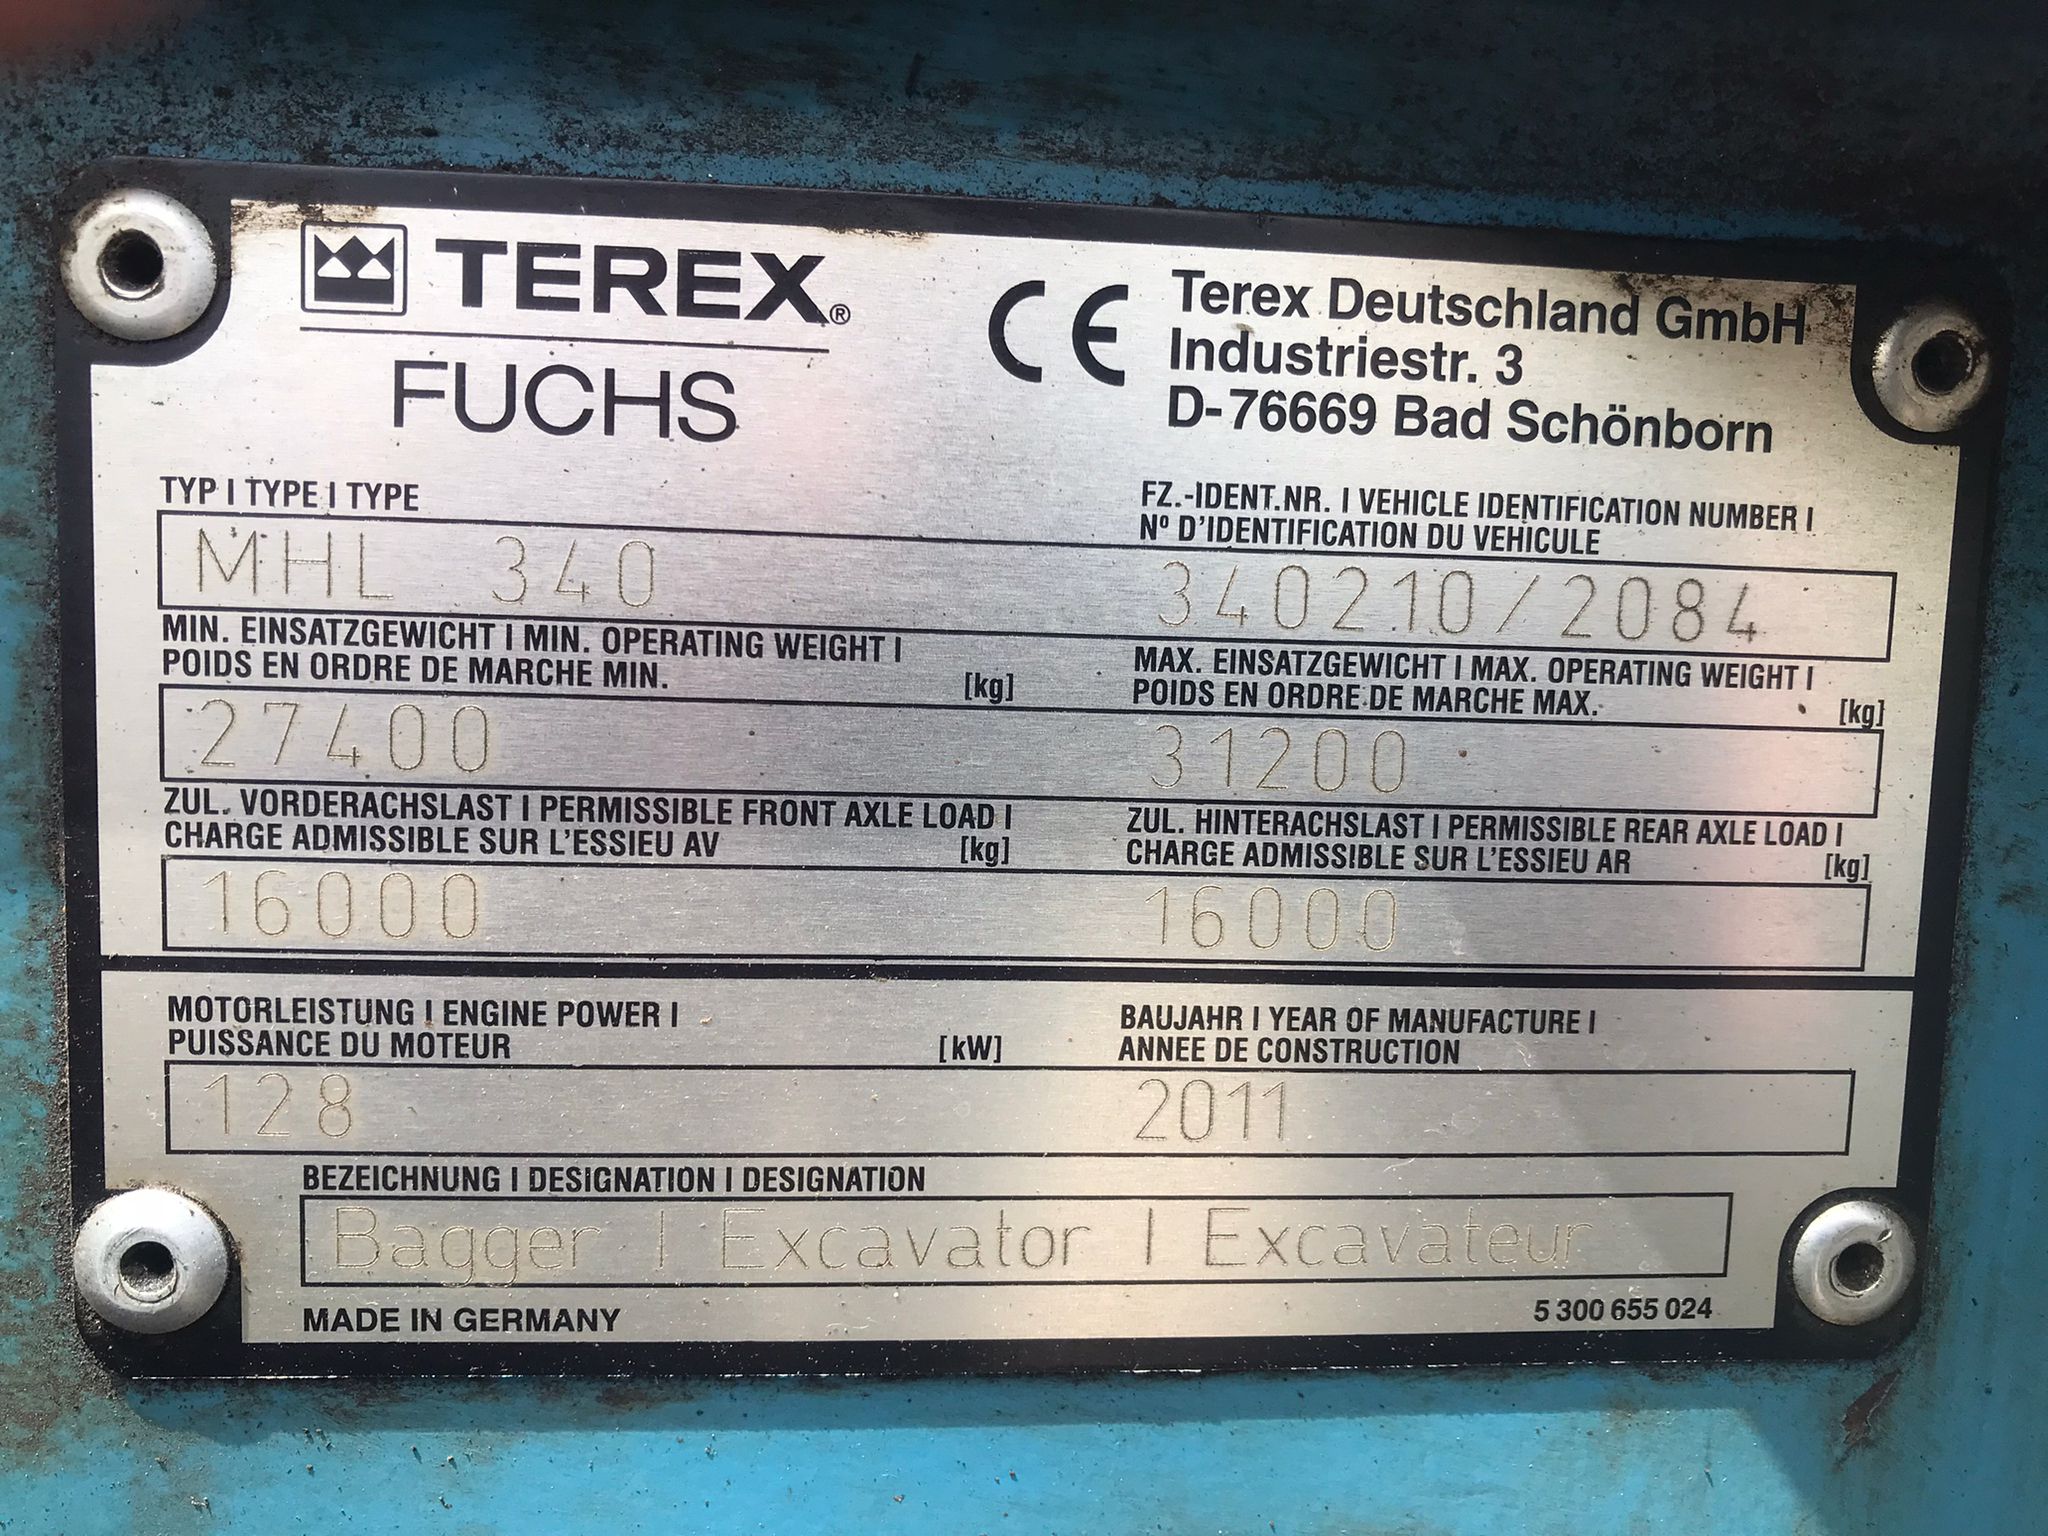 TEREX®
FUCHS
CE
Terex Deutschland GmbH
Industriestr. 3
D-76669 Bad Schönborn
TYP I TYPE I TYPE
MHL 340
FZ.-IDENT.NR. I VEHICLE IDENTIFICATION NUMBER I
Nº D'IDENTIFICATION DU VEHICULE
340210/2084
MIN. EINSATZGEWICHT I MIN. OPERATING WEIGHT I
POIDS EN ORDRE DE MARCHE MIN. [kg]
27400
MAX. EINSATZGEWICHT I MAX. OPERATING WEIGHT I
POIDS EN ORDRE DE MARCHE MAX. [kg]
31200
ZUL. VORDERACHSLAST I PERMISSIBLE FRONT AXLE LOAD I
CHARGE ADMISSIBLE SUR L'ESSIEU AV [kg]
16000
ZUL. HINTERACHSLAST I PERMISSIBLE REAR AXLE LOAD I
CHARGE ADMISSIBLE SUR L'ESSIEU AR [kg]
16000
MOTORLEISTUNG I ENGINE POWER I
PUISSANCE DU MOTEUR [kW]
128
BAUJAHR I YEAR OF MANUFACTURE I
ANNEE DE CONSTRUCTION
2011
BEZEICHNUNG I DESIGNATION I DESIGNATION
Bagger I Excavator I Excavateur
MADE IN GERMANY
5 300 655 024